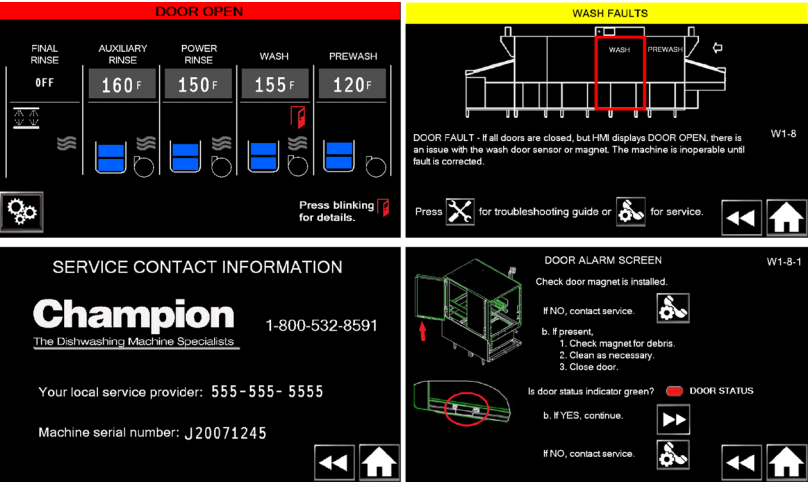 DOOR OPEN
FINAL RINSE
AUXILIARY RINSE
POWER RINSE
WASH
PREWASH
OFF
160 F
150 F
155 F
120 F
Press blinking
for details.
WASH FAULTS
WASH
PREWASH
DOOR FAULT - If all doors are closed, but HMI displays DOOR OPEN, there is
an issue with the wash door sensor or magnet. The machine is inoperable until
fault is corrected.
W1-8
Press for troubleshooting guide or for service.
SERVICE CONTACT INFORMATION
Champion
The Dishwashing Machine Specialists
1-800-532-8591
Your local service provider: 555-555- 5555
Machine serial number: J20071245
DOOR ALARM SCREEN
W1-8-1
Check door magnet is installed.
If NO, contact service.
b. If present,
1. Check magnet for debris.
2. Clean as necessary.
3. Close door.
Is door status indicator green? DOOR STATUS
b. If YES, continue.
If NO, contact service.